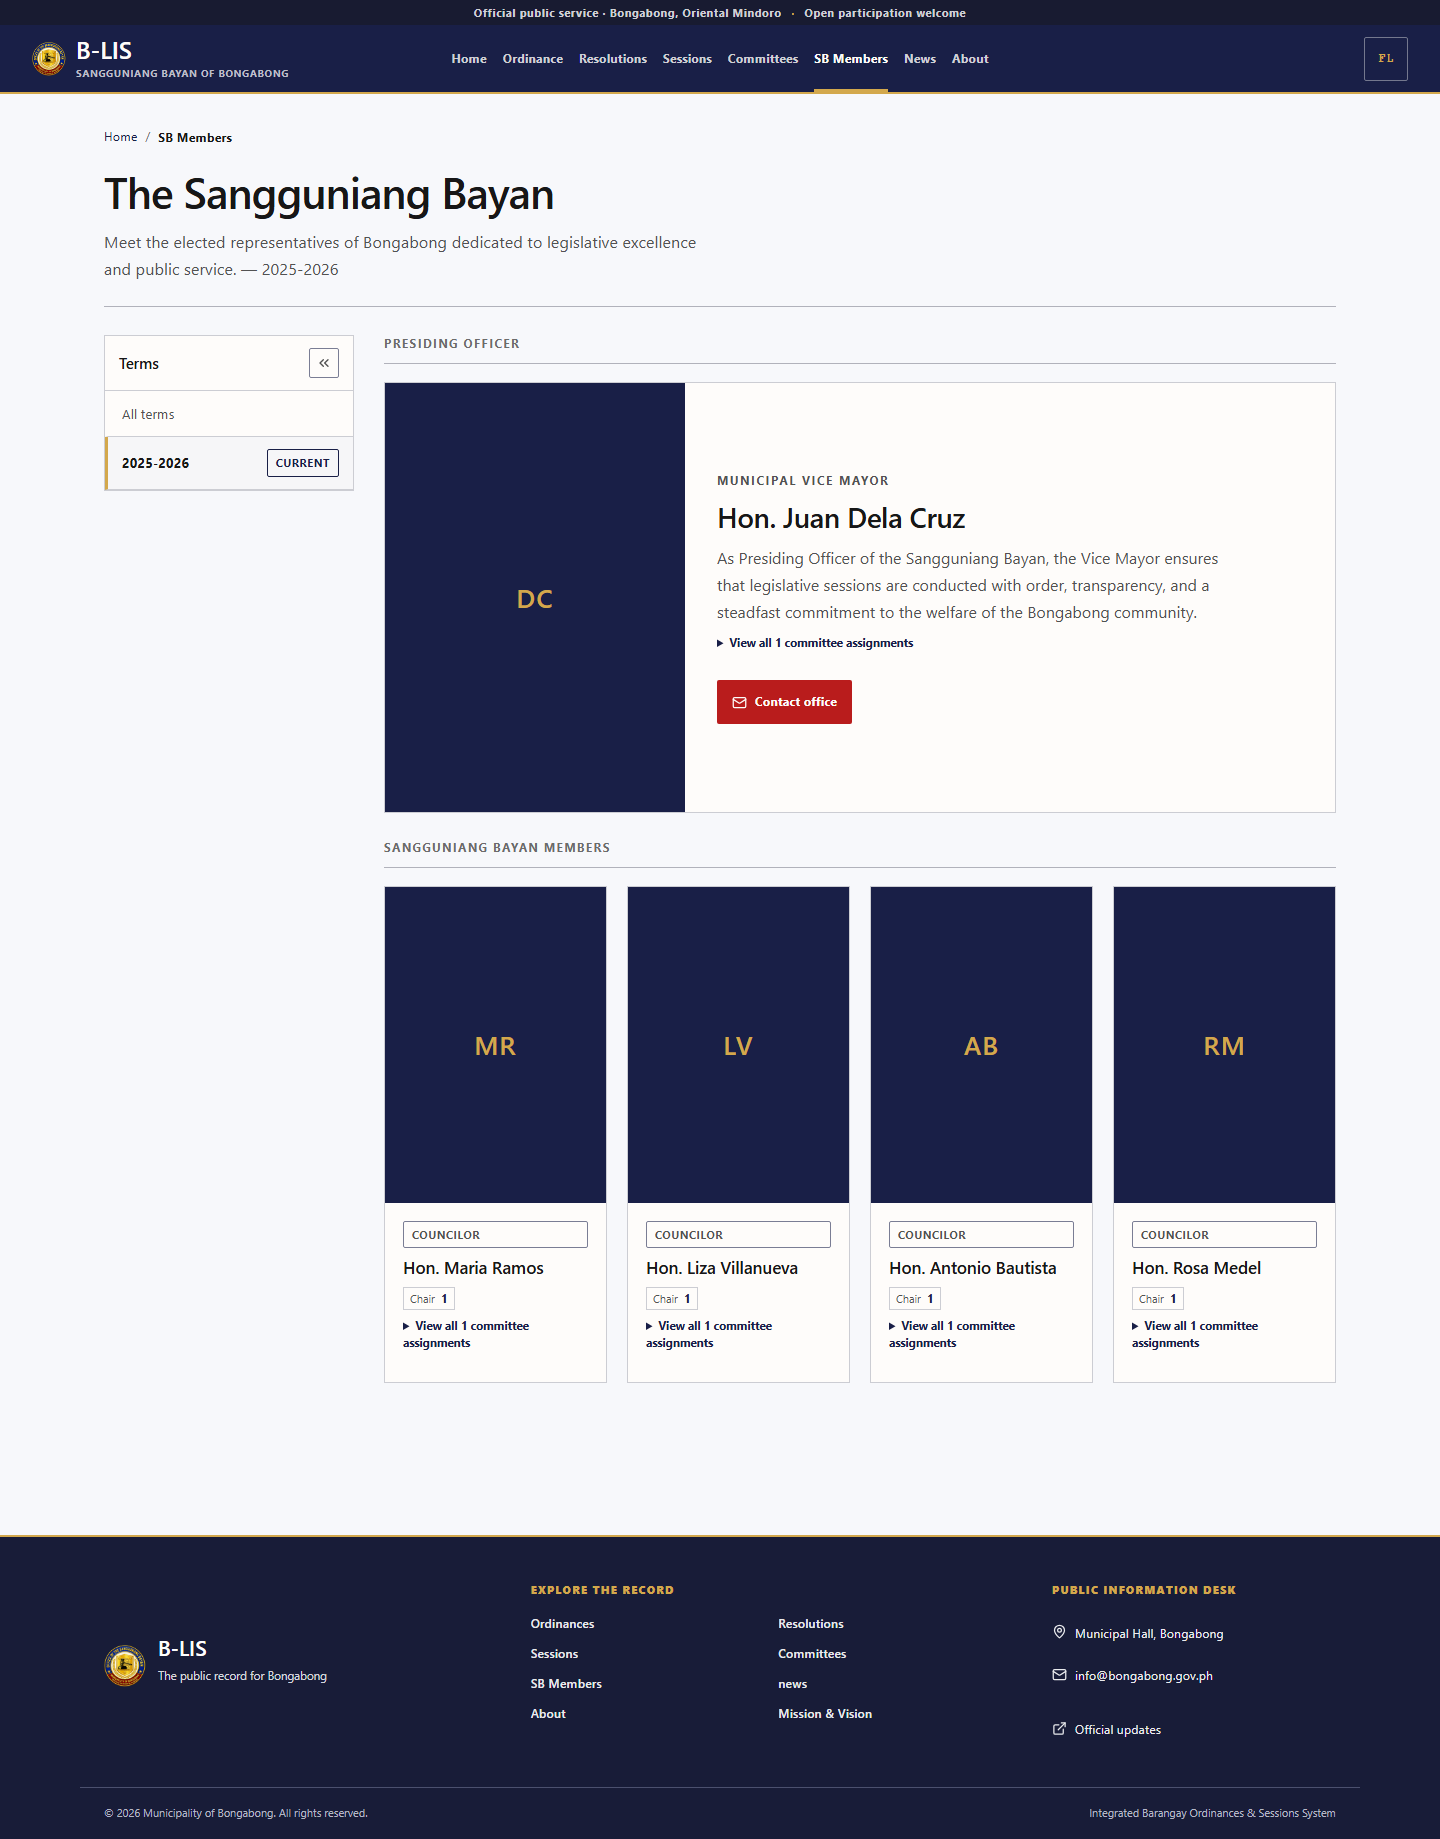 Official public service · Bongabong, Oriental Mindoro · Open participation welcome
B-LIS
SANGGUNIANG BAYAN OF BONGABONG
Home Ordinance Resolutions Sessions Committees SB Members News About
FL
Home / SB Members
The Sangguniang Bayan
Meet the elected representatives of Bongabong dedicated to legislative excellence
and public service. — 2025-2026
Terms
All terms
2025-2026 CURRENT
PRESIDING OFFICER
DC
MUNICIPAL VICE MAYOR
Hon. Juan Dela Cruz
As Presiding Officer of the Sangguniang Bayan, the Vice Mayor ensures
that legislative sessions are conducted with order, transparency, and a
steadfast commitment to the welfare of the Bongabong community.
View all 1 committee assignments
Contact office
SANGGUNIANG BAYAN MEMBERS
MR
COUNCILOR
Hon. Maria Ramos
Chair 1
View all 1 committee
assignments
LV
COUNCILOR
Hon. Liza Villanueva
Chair 1
View all 1 committee
assignments
AB
COUNCILOR
Hon. Antonio Bautista
Chair 1
View all 1 committee
assignments
RM
COUNCILOR
Hon. Rosa Medel
Chair 1
View all 1 committee
assignments
B-LIS
The public record for Bongabong
EXPLORE THE RECORD
Ordinances Resolutions
Sessions Committees
SB Members news
About Mission & Vision
PUBLIC INFORMATION DESK
Municipal Hall, Bongabong
info@bongabong.gov.ph
Official updates
© 2026 Municipality of Bongabong. All rights reserved.
Integrated Barangay Ordinances & Sessions System